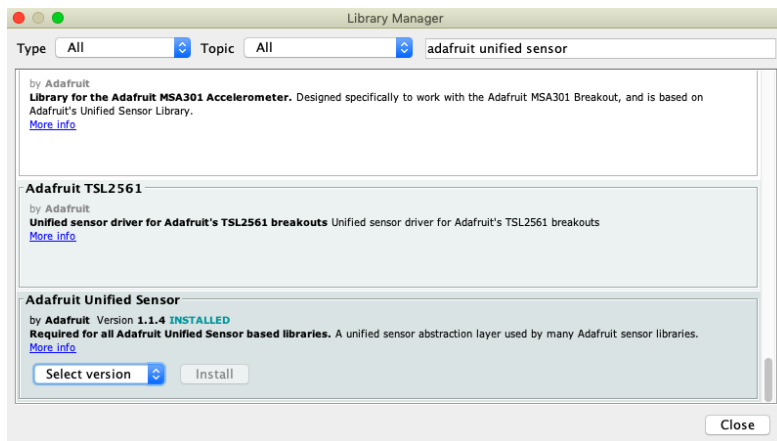 Library Manager
Type All Topic All adafruit unified sensor
by Adafruit
Library for the Adafruit MSA301 Accelerometer. Designed specifically to work with the Adafruit MSA301 Breakout, and is based on
Adafruit's Unified Sensor Library.
More info
Adafruit TSL2561
by Adafruit
Unified sensor driver for Adafruit's TSL2561 breakouts Unified sensor driver for Adafruit's TSL2561 breakouts
More info
Adafruit Unified Sensor
by Adafruit Version 1.1.4 INSTALLED
Required for all Adafruit Unified Sensor based libraries. A unified sensor abstraction layer used by many Adafruit sensor libraries.
More info
Select version Install
Close